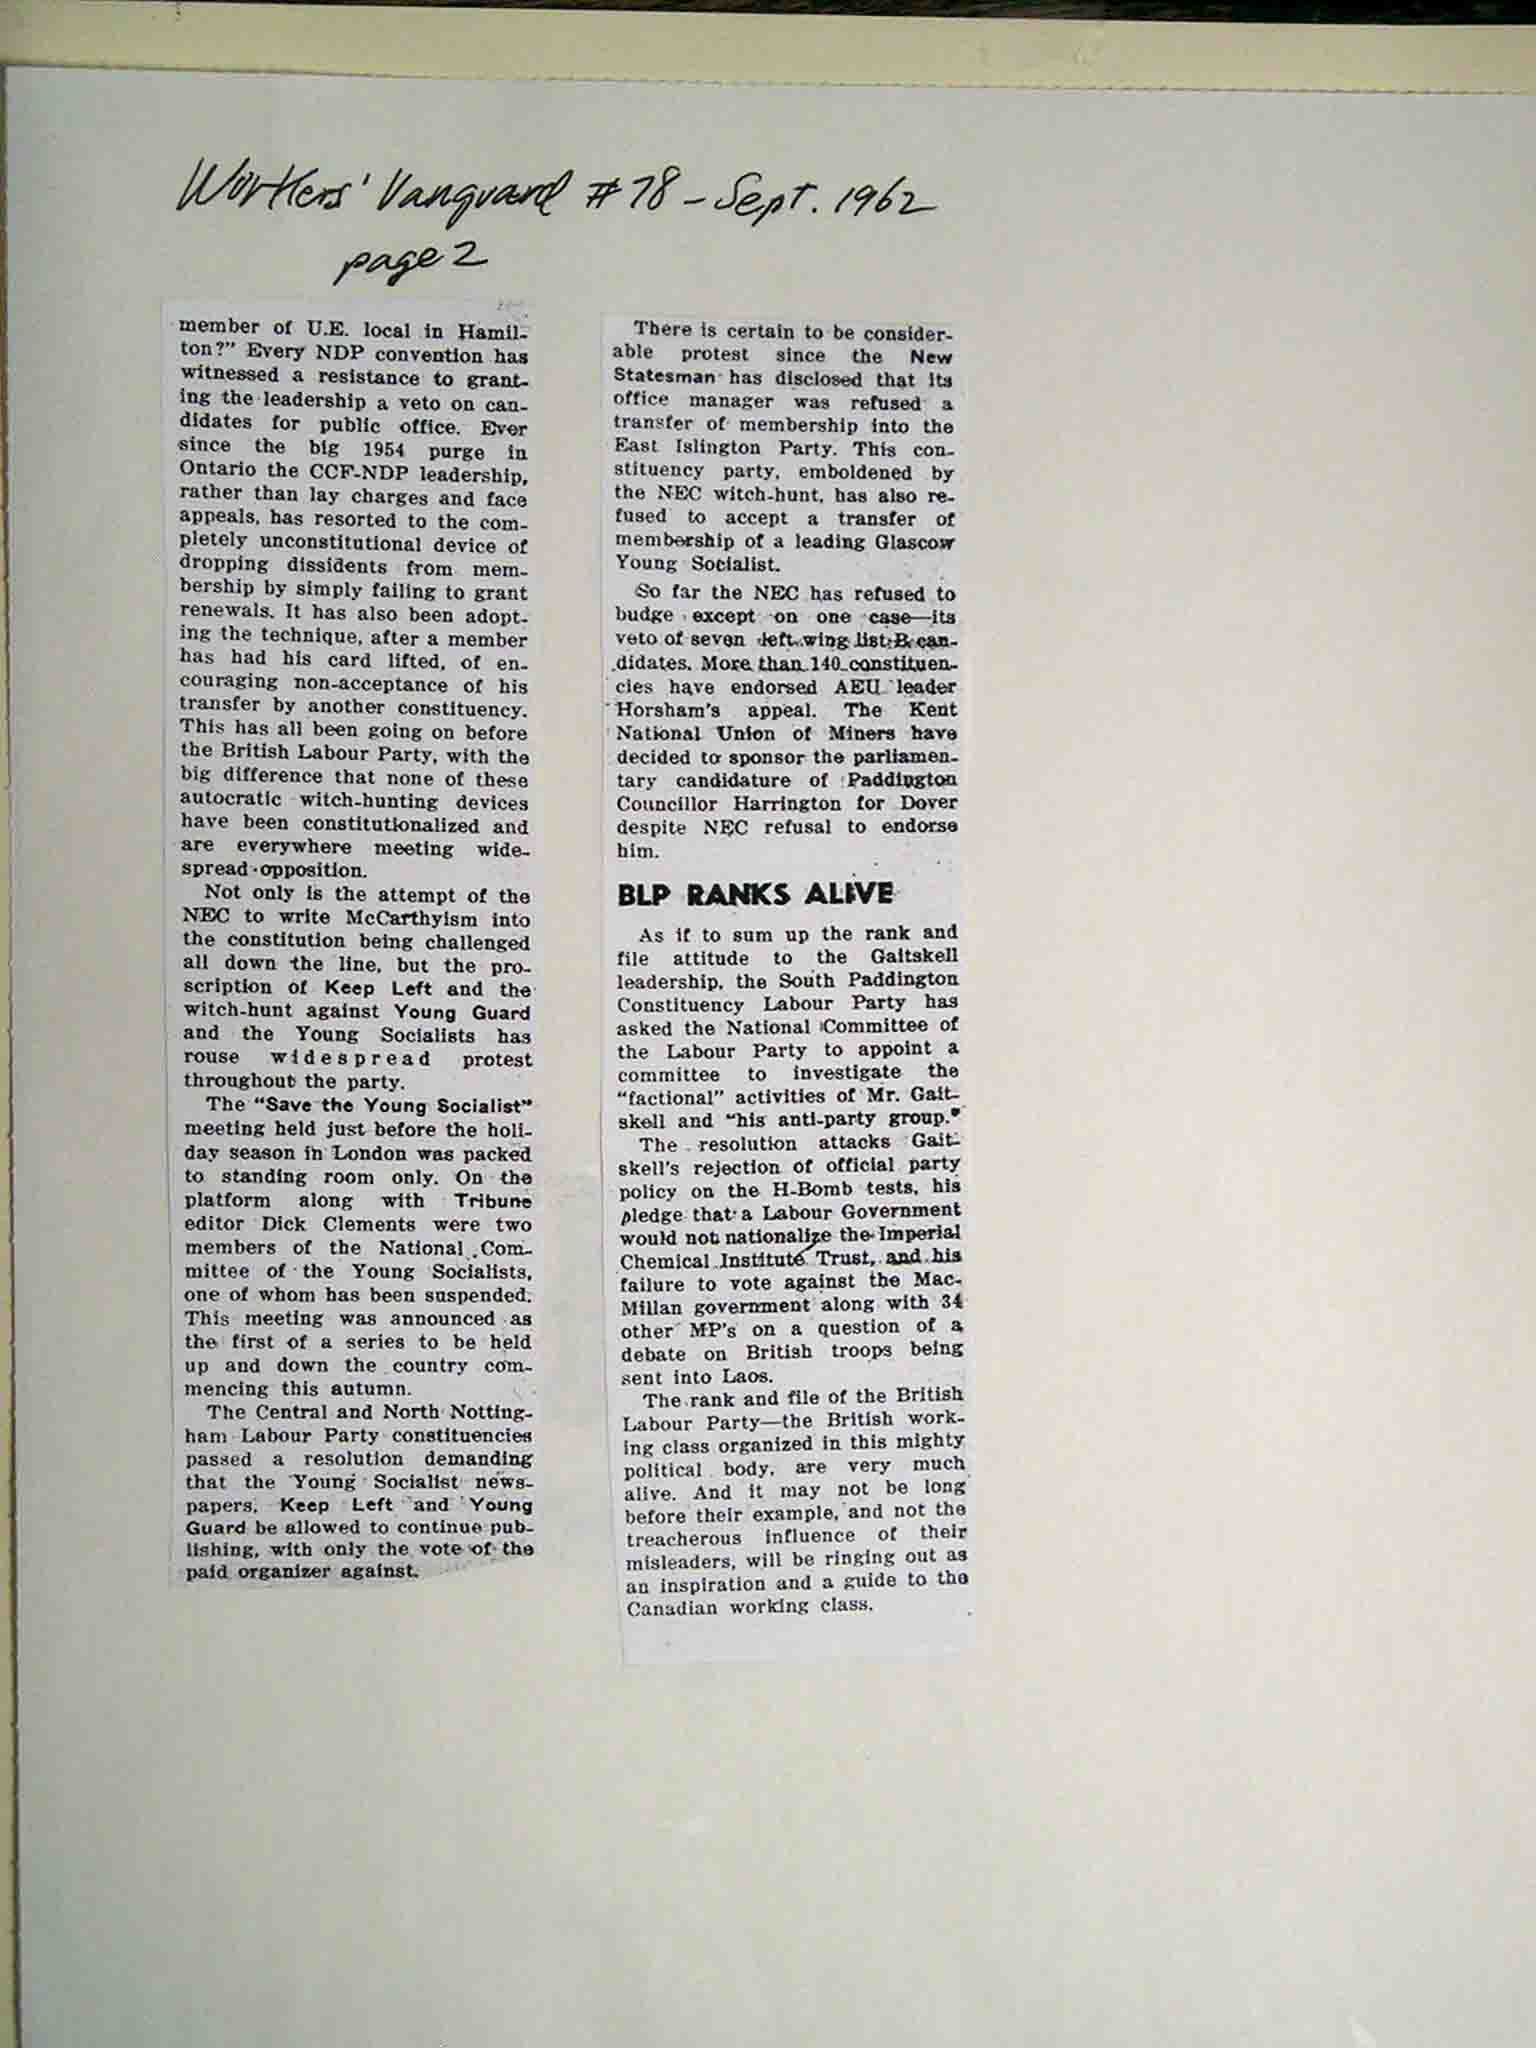 Workers' Vanguard #78 - Sept. 1962
page 2
member of U.E. local in Hamil-
ton?" Every NDP convention has
witnessed a resistance to grant-
ing the leadership a veto on can-
didates for public office. Ever
since the big 1954 purge in
Ontario the CCF-NDP leadership,
rather than lay charges and face
appeals, has resorted to the com-
pletely unconstitutional device of
dropping dissidents from mem-
bership by simply failing to grant
renewals. It has also been adopt-
ing the technique, after a member
has had his card lifted, of en-
couraging non-acceptance of his
transfer by another constituency.
This has all been going on before
the British Labour Party, with the
big difference that none of these
autocratic witch-hunting devices
have been constitutionalized and
are everywhere meeting wide-
spread opposition.
Not only is the attempt of the
NEC to write McCarthyism into
the constitution being challenged
all down the line, but the pro-
scription of Keep Left and the
witch-hunt against Young Guard
and the Young Socialists has
rouse widespread protest
throughout the party.
The "Save the Young Socialist"
meeting held just before the holi-
day season in London was packed
to standing room only. On the
platform along with Tribune
editor Dick Clements were two
members of the National Com-
mittee of the Young Socialists,
one of whom has been suspended.
This meeting was announced as
the first of a series to be held
up and down the country com-
mencing this autumn.
The Central and North Notting-
ham Labour Party constituencies
passed a resolution demanding
that the Young Socialist news-
papers, Keep Left and Young
Guard be allowed to continue pub-
lishing, with only the vote of the
paid organizer against.
There is certain to be consider-
able protest since the New
Statesman has disclosed that its
office manager was refused a
transfer of membership into the
East Islington Party. This con-
stituency party, emboldened by
the NEC witch-hunt, has also re-
fused to accept a transfer of
membership of a leading Glascow
Young Socialist.
So far the NEC has refused to
budge except on one case—its
veto of seven left wing list B can-
didates. More than 140 constituen-
cies have endorsed AEU leader
Horsham's appeal. The Kent
National Union of Miners have
decided to sponsor the parliamen-
tary candidature of Paddington
Councillor Harrington for Dover
despite NEC refusal to endorse
him.
BLP RANKS ALIVE
As if to sum up the rank and
file attitude to the Gaitskell
leadership, the South Paddington
Constituency Labour Party has
asked the National Committee of
the Labour Party to appoint a
committee to investigate the
"factional" activities of Mr. Gait-
skell and "his anti-party group."
The resolution attacks Gait-
skell's rejection of official party
policy on the H-Bomb tests, his
pledge that a Labour Government
would not nationalize the Imperial
Chemical Institute Trust, and his
failure to vote against the Mac-
Millan government along with 34
other MP's on a question of a
debate on British troops being
sent into Laos.
The rank and file of the British
Labour Party—the British work-
ing class organized in this mighty
political body, are very much
alive. And it may not be long
before their example, and not the
treacherous influence of their
misleaders, will be ringing out as
an inspiration and a guide to the
Canadian working class.